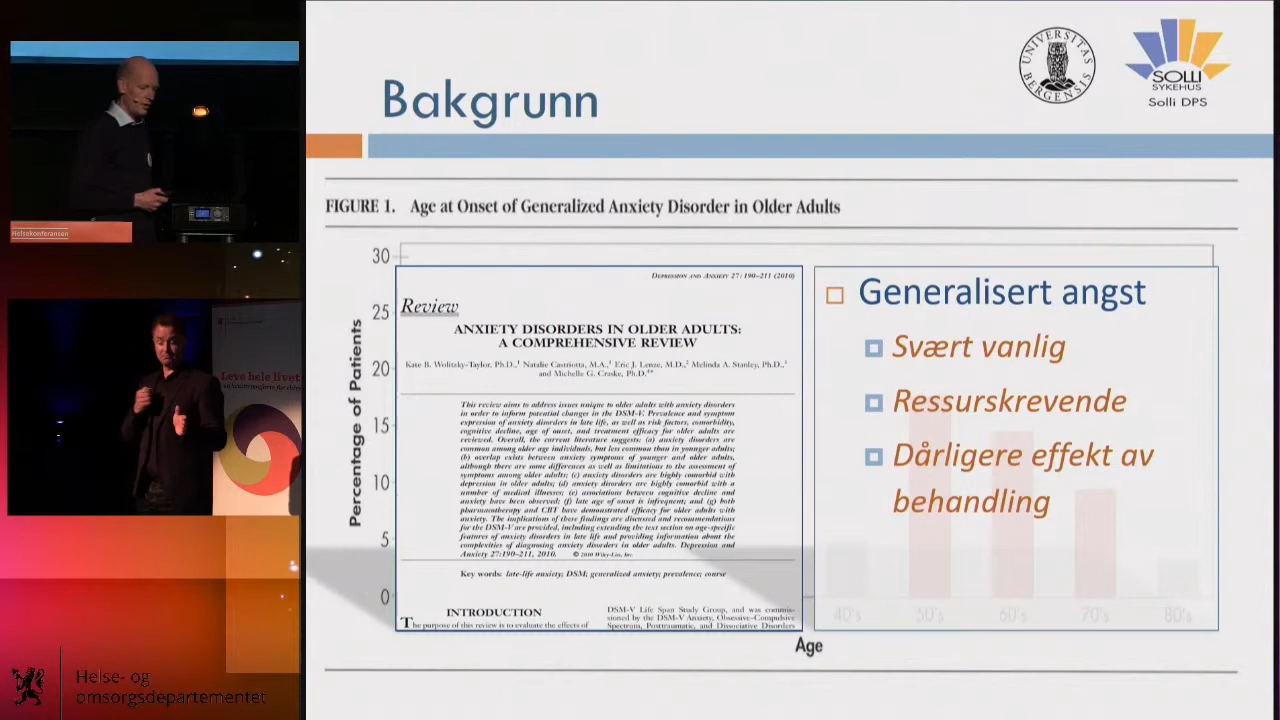 Bakgrunn
UNIVERSITAS
BERGENSIS
SOLLI
SYKEHUS
Solli DPS
FIGURE 1. Age at Onset of Generalized Anxiety Disorder in Older Adults
Percentage of Patients
30
25
20
15
10
5
0
DEPRESSION AND ANXIETY 27:190–211 (2010)
Review
ANXIETY DISORDERS IN OLDER ADULTS:
A COMPREHENSIVE REVIEW
Kate B. Wolitzky-Taylor, Ph.D.,¹ Natalie Castriotta, M.A.,¹ Eric J. Lenze, M.D.,² Melinda A. Stanley, Ph.D.,³
and Michelle G. Craske, Ph.D.
This review aims to address issues unique to older adults with anxiety disorders
in order to inform potential changes in the DSM-V. Prevalence and symptom
expression of anxiety disorders in late life, as well as risk factors, comorbidity,
cognitive decline, age of onset, and treatment efficacy for older adults are
reviewed. Overall, the current literature suggests: (a) anxiety disorders are
common among older age individuals, but less common than in younger adults;
(b) overlap exists between anxiety symptoms of younger and older adults,
although there are some differences as well as limitations to the assessment of
symptoms among older adults; (c) anxiety disorders are highly comorbid with
depression in older adults; (d) anxiety disorders are highly comorbid with a
number of medical illnesses; (e) associations between cognitive decline and
anxiety have been observed; (f) late age of onset is infrequent; and (g) both
pharmacotherapy and CBT have demonstrated efficacy for older adults with
anxiety. The implications of these findings are discussed and recommendations
for the DSM-V are provided, including extending the text section on age-specific
features of anxiety disorders in late life and providing information about the
complexities of diagnosing anxiety disorders in older adults. Depression and
Anxiety 27:190–211, 2010. © 2010 Wiley-Liss, Inc.
Key words: late-life anxiety; DSM; generalized anxiety; prevalence; course
INTRODUCTION
The purpose of this review is to evaluate the effects of
DSM-V Life Span Study Group, and was commis-
sioned by the DSM-V Anxiety, Obsessive-Compulsive
Spectrum, Posttraumatic, and Dissociative Disorders
Generalisert angst
Svært vanlig
Ressurskrevende
Dårligere effekt av
behandling
40's 50's 60's 70's 80's
Age
Helsekonferansen
Leve hele livet
Helse- og
omsorgsdepartementet